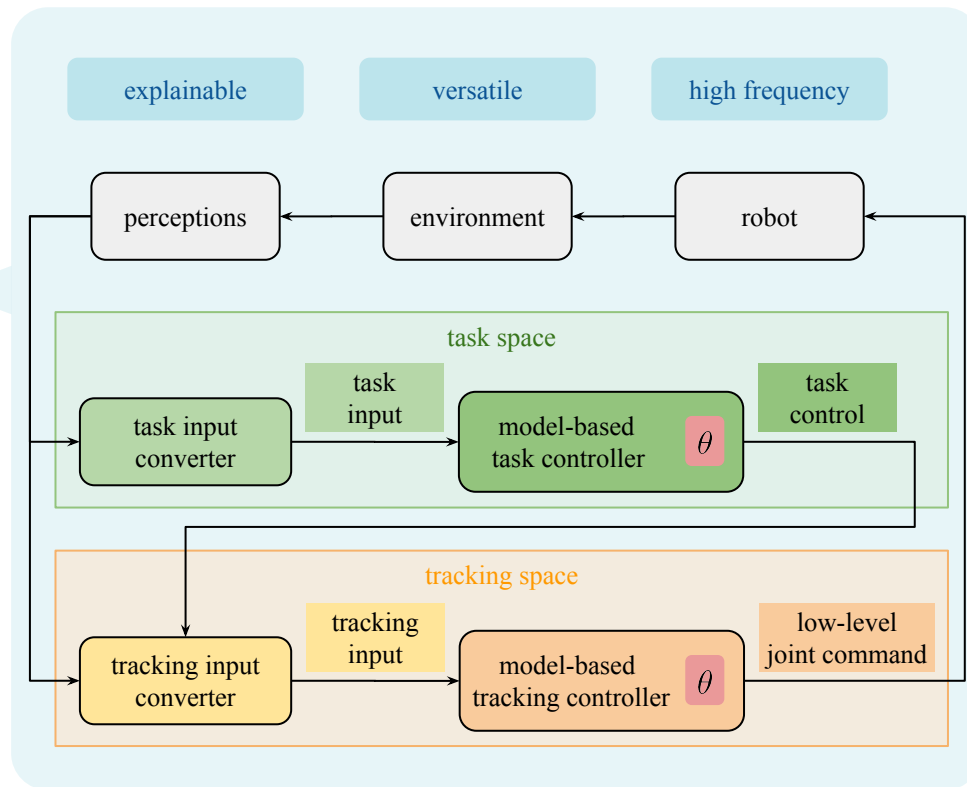 explainable
versatile
high frequency
perceptions
environment
robot
task space
task
input
task
control
task input
converter
model-based
task controller
θ
tracking space
tracking
input
low-level
joint command
tracking input
converter
model-based
tracking controller
θ